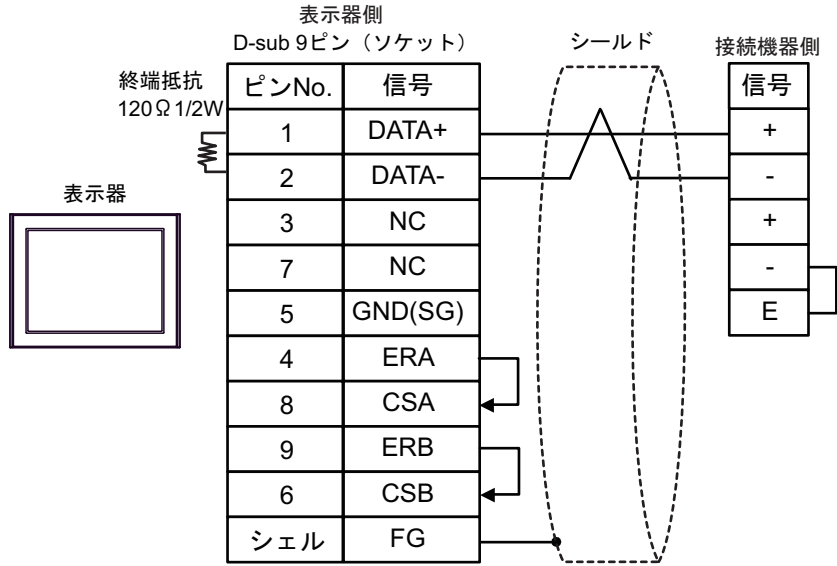 表示器側
D-sub 9ピン（ソケット）
シールド
接続機器側
終端抵抗
120Ω 1/2W
ピンNo. 信号
1 DATA+
2 DATA-
3 NC
7 NC
5 GND(SG)
4 ERA
8 CSA
9 ERB
6 CSB
シェル FG
表示器
信号
+
-
+
-
E